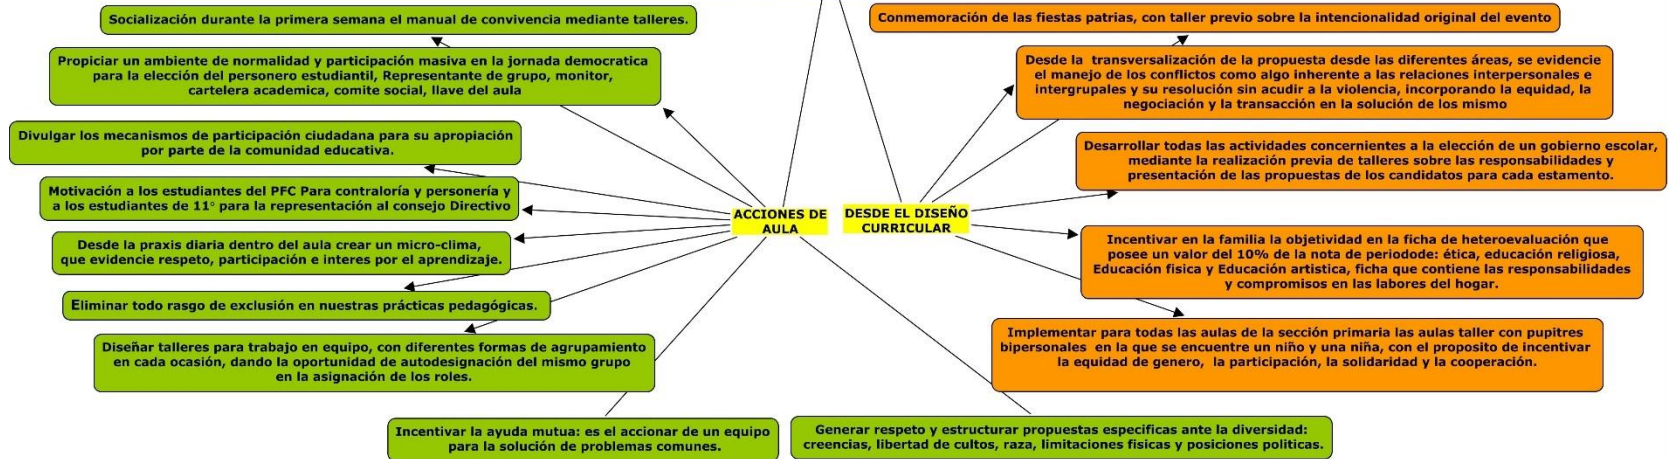 Socialización durante la primera semana el manual de convivencia mediante talleres.
Propiciar un ambiente de normalidad y participación masiva en la jornada democratica
para la elección del personero estudiantil, Representante de grupo, monitor,
cartelera academica, comite social, llave del aula
Divulgar los mecanismos de participación ciudadana para su apropiación
por parte de la comunidad educativa.
Motivación a los estudiantes del PFC Para contraloría y personería y
a los estudiantes de 11° para la representación al consejo Directivo
Desde la praxis diaria dentro del aula crear un micro-clima,
que evidencie respeto, participación e interes por el aprendizaje.
Eliminar todo rasgo de exclusión en nuestras prácticas pedagógicas.
Diseñar talleres para trabajo en equipo, con diferentes formas de agrupamiento
en cada ocasión, dando la oportunidad de autodesignación del mismo grupo
en la asignación de los roles.
Incentivar la ayuda mutua: es el accionar de un equipo
para la solución de problemas comunes.
ACCIONES DE
AULA
DESDE EL DISEÑO
CURRICULAR
Conmemoración de las fiestas patrias, con taller previo sobre la intencionalidad original del evento
Desde la transversalización de la propuesta desde las diferentes áreas, se evidencie
el manejo de los conflictos como algo inherente a las relaciones interpersonales e
intergrupales y su resolución sin acudir a la violencia, incorporando la equidad, la
negociación y la transacción en la solución de los mismo
Desarrollar todas las actividades concernientes a la elección de un gobierno escolar,
mediante la realización previa de talleres sobre las responsabilidades y
presentación de las propuestas de los candidatos para cada estamento.
Incentivar en la familia la objetividad en la ficha de heteroevaluación que
posee un valor del 10% de la nota de periodode: ética, educación religiosa,
Educación fisica y Educación artistica, ficha que contiene las responsabilidades
y compromisos en las labores del hogar.
Implementar para todas las aulas de la sección primaria las aulas taller con pupitres
bipersonales en la que se encuentre un niño y una niña, con el proposito de incentivar
la equidad de genero, la participación, la solidaridad y la cooperación.
Generar respeto y estructurar propuestas especificas ante la diversidad:
creencias, libertad de cultos, raza, limitaciones fisicas y posiciones politicas.